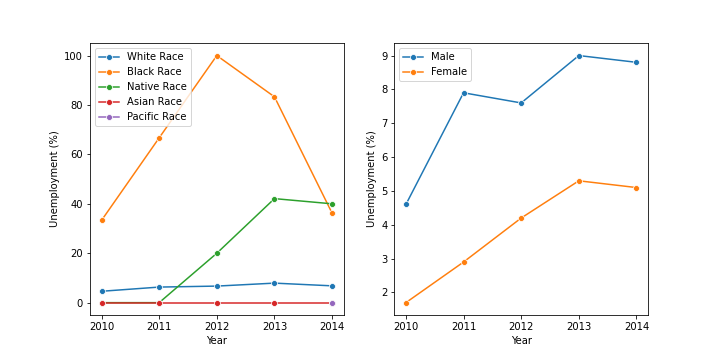 White Race
Black Race
Native Race
Asian Race
Pacific Race
100
80
60
40
20
0
Unemployment (%)
2010 2011 2012 2013 2014
Year
Male
Female
9
8
7
6
5
4
3
2
Unemployment (%)
2010 2011 2012 2013 2014
Year